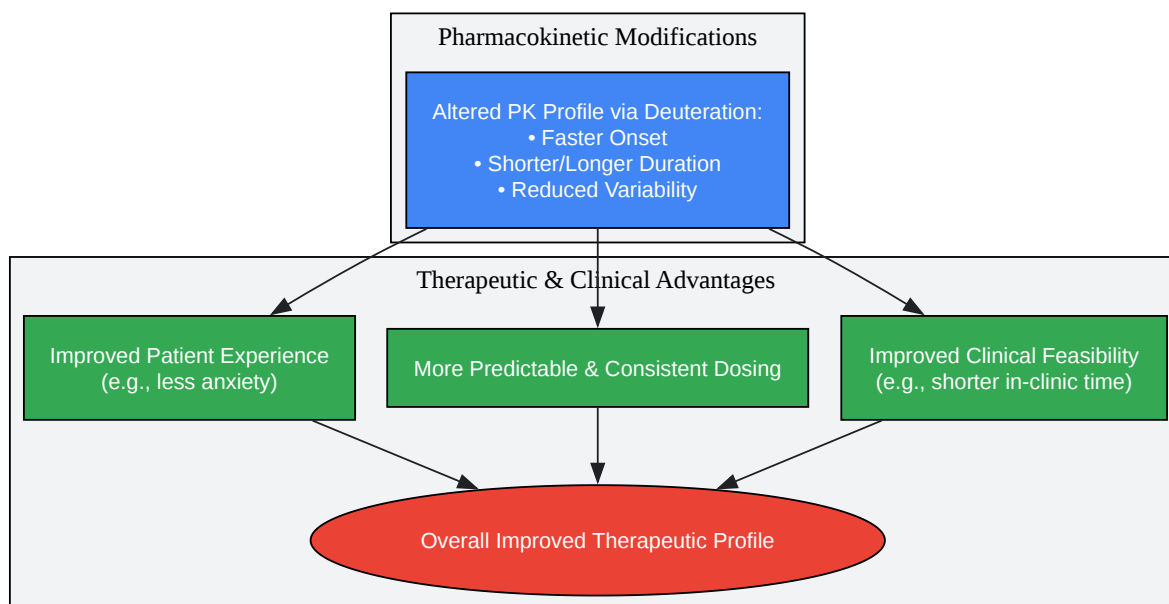 Pharmacokinetic Modifications
Altered PK Profile via Deuteration:
• Faster Onset
• Shorter/Longer Duration
• Reduced Variability
Therapeutic & Clinical Advantages
Improved Patient Experience
(e.g., less anxiety)
More Predictable & Consistent Dosing
Improved Clinical Feasibility
(e.g., shorter in-clinic time)
Overall Improved Therapeutic Profile